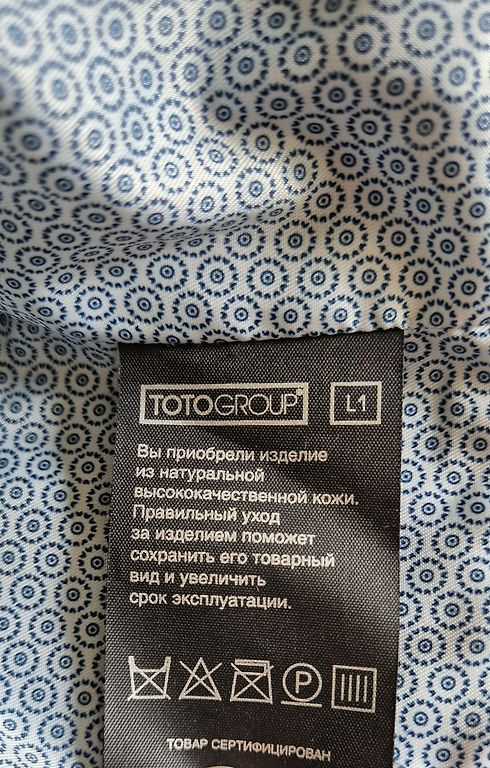 TOTOGROUP® L1
Вы приобрели изделие
из натуральной
высококачественной кожи.
Правильный уход
за изделием поможет
сохранить его товарный
вид и увеличить
срок эксплуатации.
P
ТОВАР СЕРТИФИЦИРОВАН